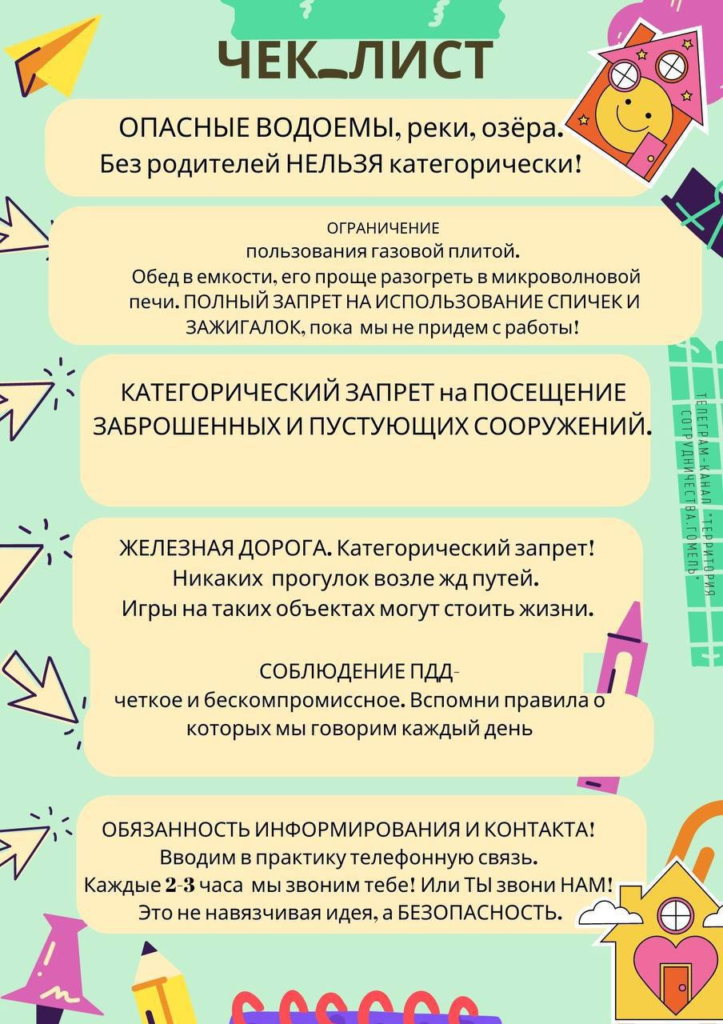 ЧЕК_ЛИСТ
ОПАСНЫЕ ВОДОЕМЫ, реки, озёра.
Без родителей НЕЛЬЗЯ категорически!
ОГРАНИЧЕНИЕ
пользования газовой плитой.
Обед в емкости, его проще разогреть в микроволновой
печи. ПОЛНЫЙ ЗАПРЕТ НА ИСПОЛЬЗОВАНИЕ СПИЧЕК И
ЗАЖИГАЛОК, пока мы не придем с работы!
КАТЕГОРИЧЕСКИЙ ЗАПРЕТ на ПОСЕЩЕНИЕ
ЗАБРОШЕННЫХ И ПУСТУЮЩИХ СООРУЖЕНИЙ.
ТЕЛЕГРАМ-КАНАЛ "ТЕРРИТОРИЯ
СОТРУДНИЧЕСТВА.ГОМЕЛЬ"
ЖЕЛЕЗНАЯ ДОРОГА. Категорический запрет!
Никаких прогулок возле жд путей.
Игры на таких объектах могут стоить жизни.
СОБЛЮДЕНИЕ ПДД-
четкое и бескомпромиссное. Вспомни правила о
которых мы говорим каждый день
ОБЯЗАННОСТЬ ИНФОРМИРОВАНИЯ И КОНТАКТА!
Вводим в практику телефонную связь.
Каждые 2-3 часа мы звоним тебе! Или ТЫ звони НАМ!
Это не навязчивая идея, а БЕЗОПАСНОСТЬ.